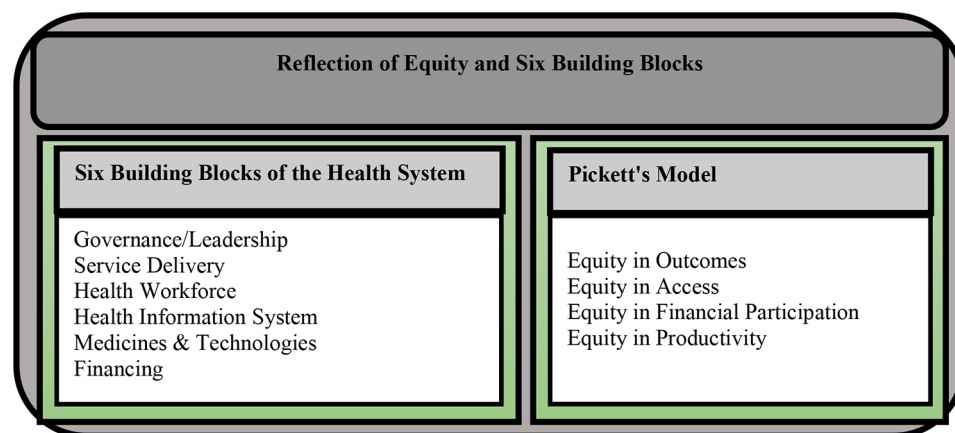 Reflection of Equity and Six Building Blocks
Six Building Blocks of the Health System
Governance/Leadership
Service Delivery
Health Workforce
Health Information System
Medicines & Technologies
Financing
Pickett's Model
Equity in Outcomes
Equity in Access
Equity in Financial Participation
Equity in Productivity